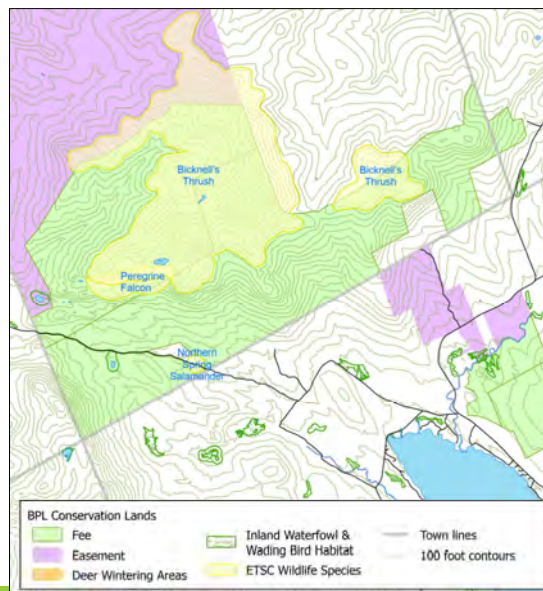 Bicknell's
Thrush
Bicknell's
Thrush
Peregrine
Falcon
Northern
Spring
Salamander
BPL Conservation Lands
Fee
Easement
Deer Wintering Areas
Inland Waterfowl &
Wading Bird Habitat
ETSC Wildlife Species
Town lines
100 foot contours